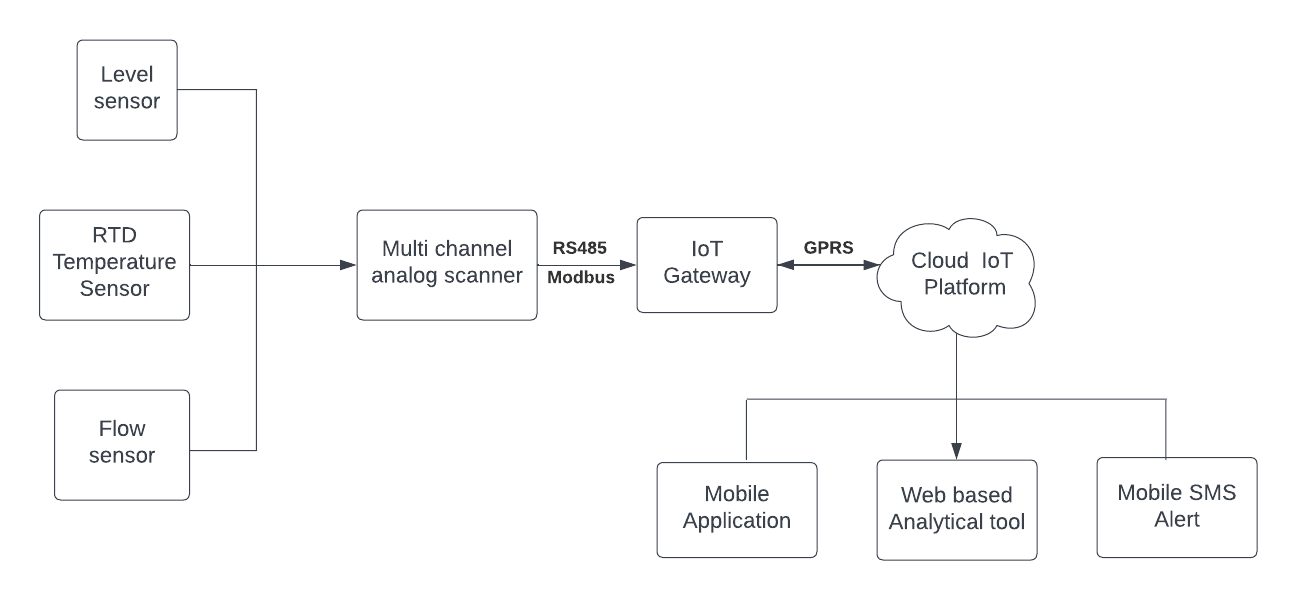 Level
sensor
RTD
Temperature
Sensor
Flow
sensor
Multi channel
analog scanner
RS485
Modbus
IoT
Gateway
GPRS
Cloud IoT
Platform
Mobile
Application
Web based
Analytical tool
Mobile SMS
Alert